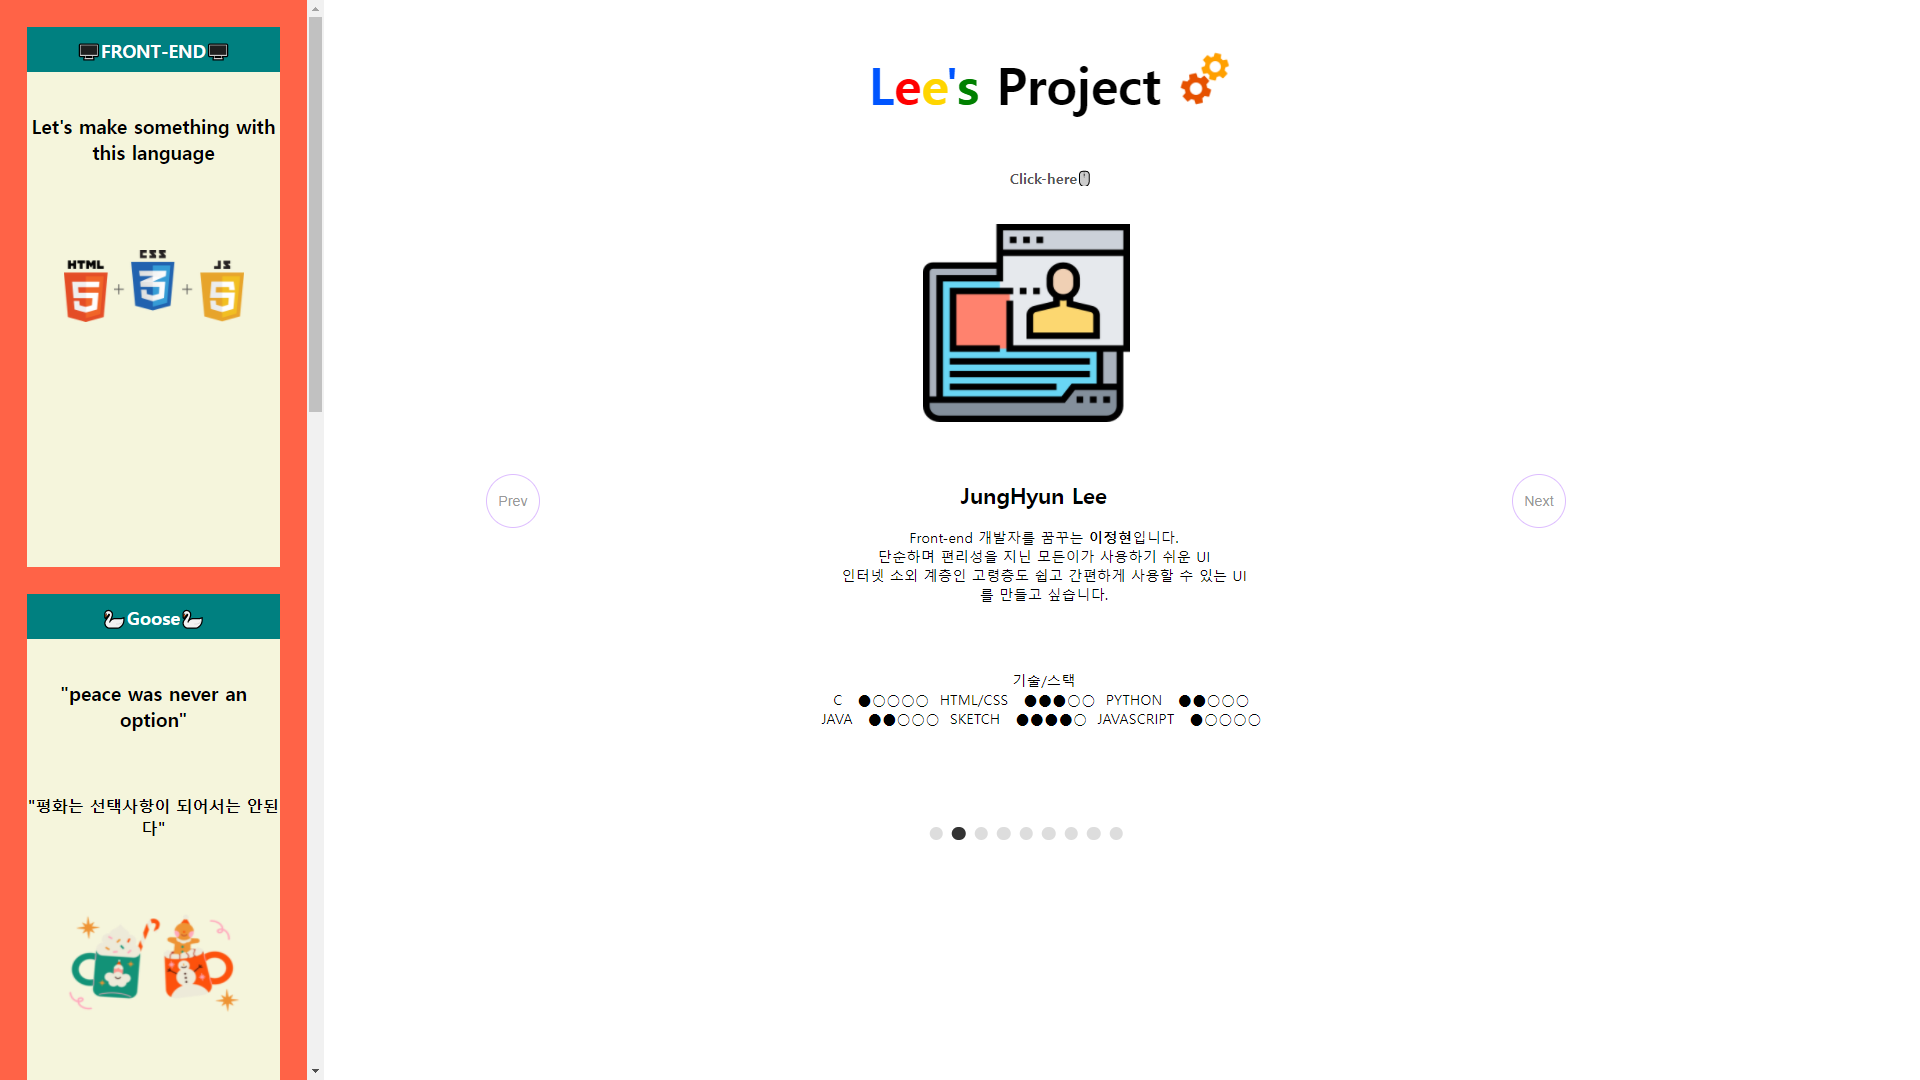 🖥FRONT-END🖥
Let's make something with
this language
HTML
CSS
JS
5 + 3 + 5
🦢Goose🦢
"peace was never an
option"
"평화는 선택사항이 되어서는 안된
다"
Lee's Project
Click-here🖱
Prev
Next
JungHyun Lee
Front-end 개발자를 꿈꾸는 이정현입니다.
단순하며 편리성을 지닌 모든이가 사용하기 쉬운 UI
인터넷 소외 계층인 고령층도 쉽고 간편하게 사용할 수 있는 UI
를 만들고 싶습니다.
기술/스택
C ●○○○○ HTML/CSS ●●●○○ PYTHON ●●○○○
JAVA ●●○○○ SKETCH ●●●●○ JAVASCRIPT ●○○○○